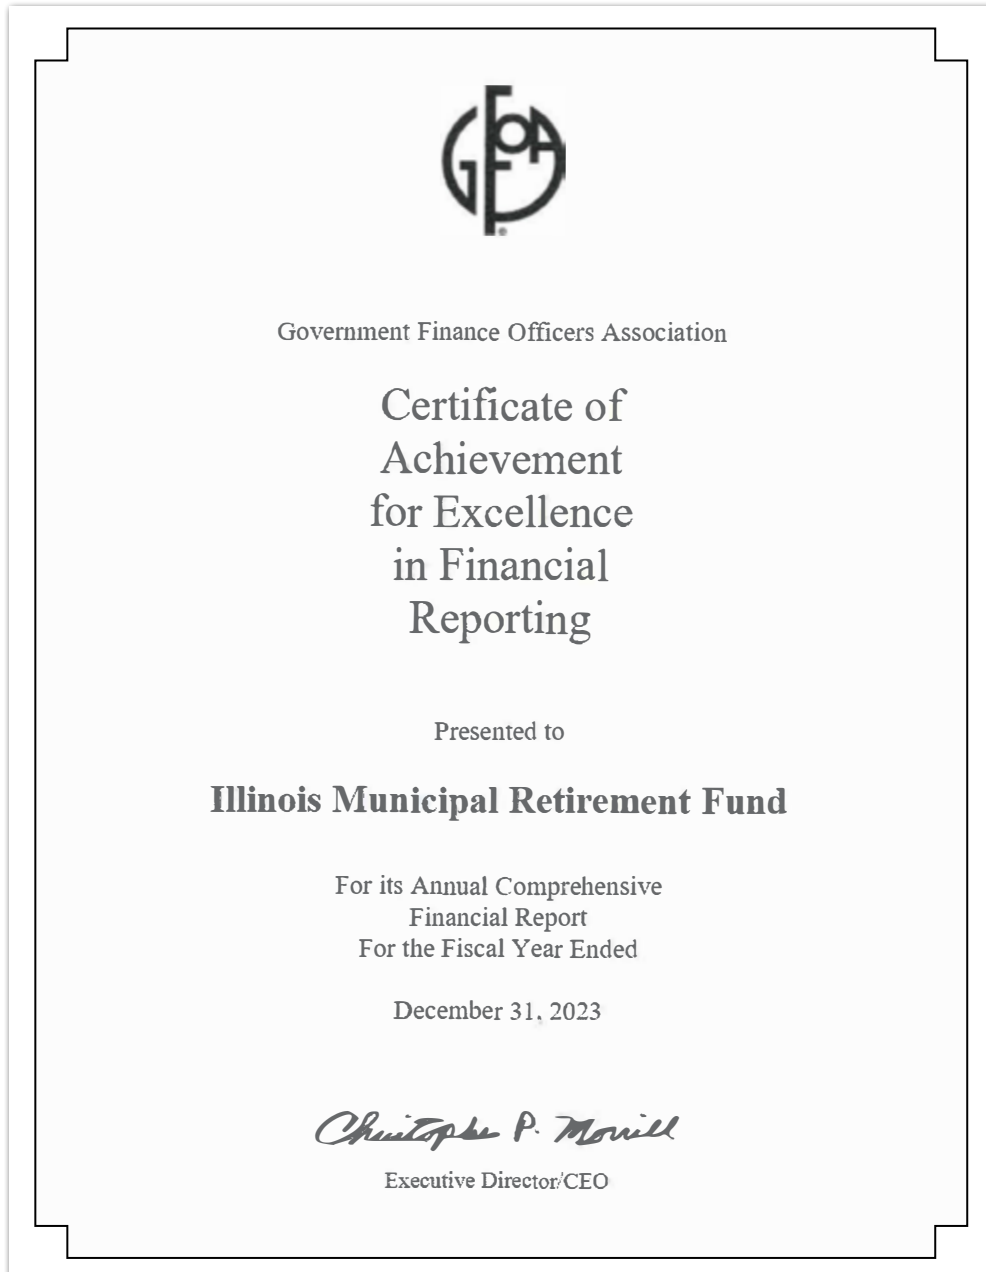 GFOA
Government Finance Officers Association
Certificate of
Achievement
for Excellence
in Financial
Reporting
Presented to
Illinois Municipal Retirement Fund
For its Annual Comprehensive
Financial Report
For the Fiscal Year Ended
December 31, 2023
Christopher P. Morrill
Executive Director/CEO